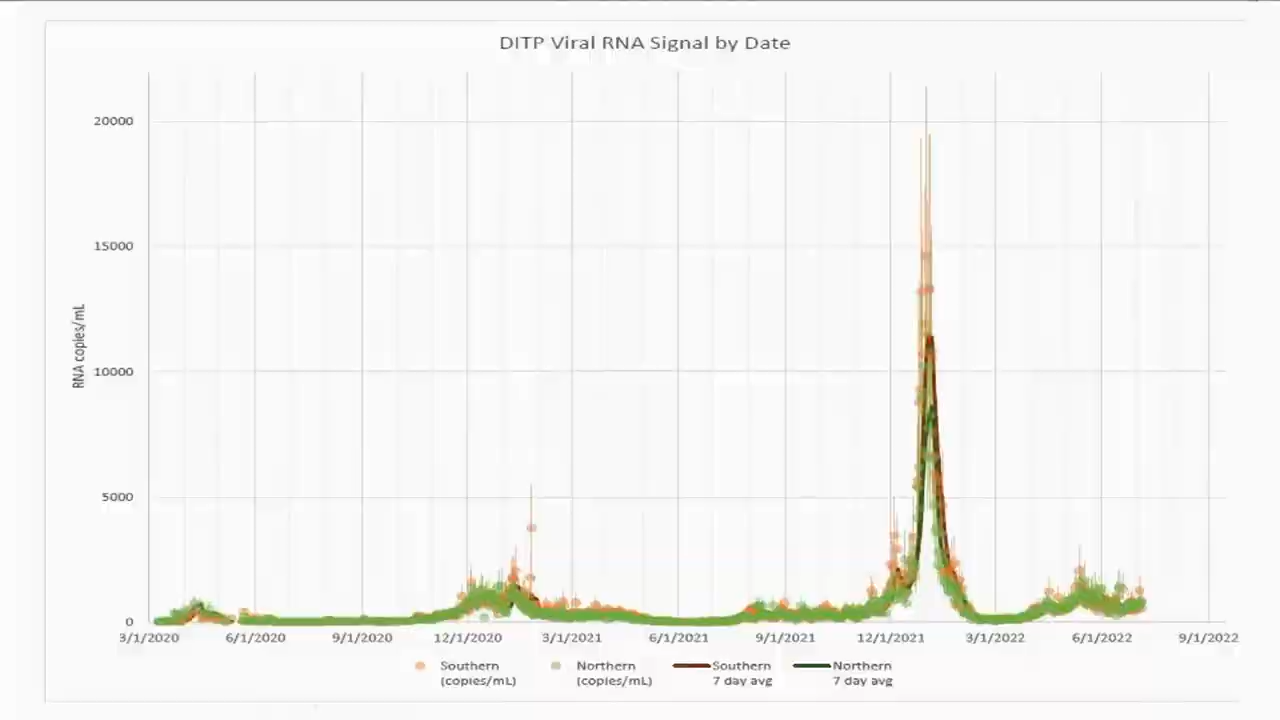 DITP Viral RNA Signal by Date
RNA copies/mL
20000
15000
10000
5000
0
3/1/2020 6/1/2020 9/1/2020 12/1/2020 3/1/2021 6/1/2021 9/1/2021 12/1/2021 3/1/2022 6/1/2022 9/1/2022
Southern (copies/mL)
Northern (copies/mL)
Southern 7 day avg
Northern 7 day avg